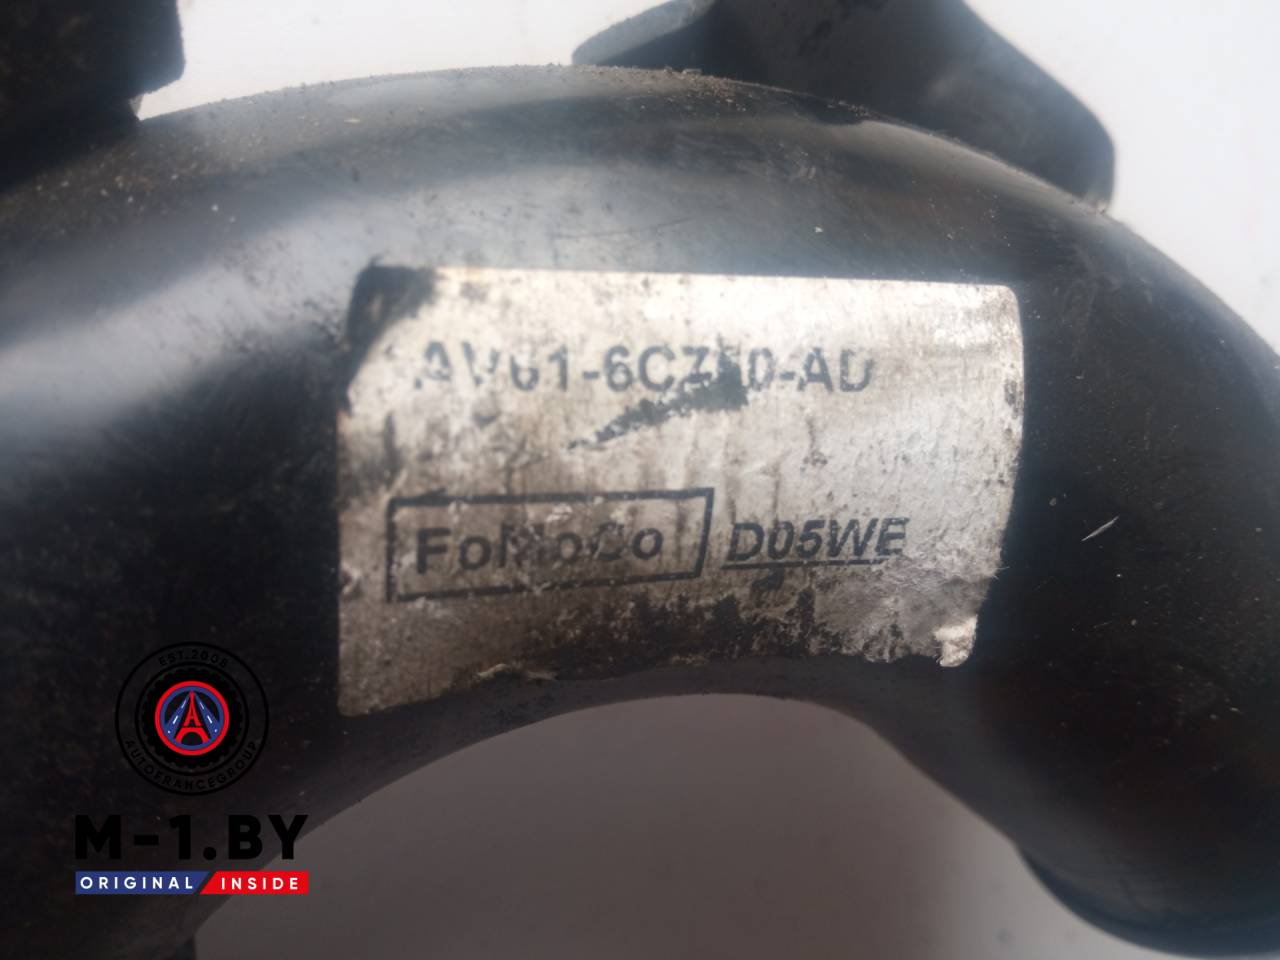 FoMoCo D05WE
EST.2008
AUTOFRANCEGROUP
M-1.BY
ORIGINAL INSIDE